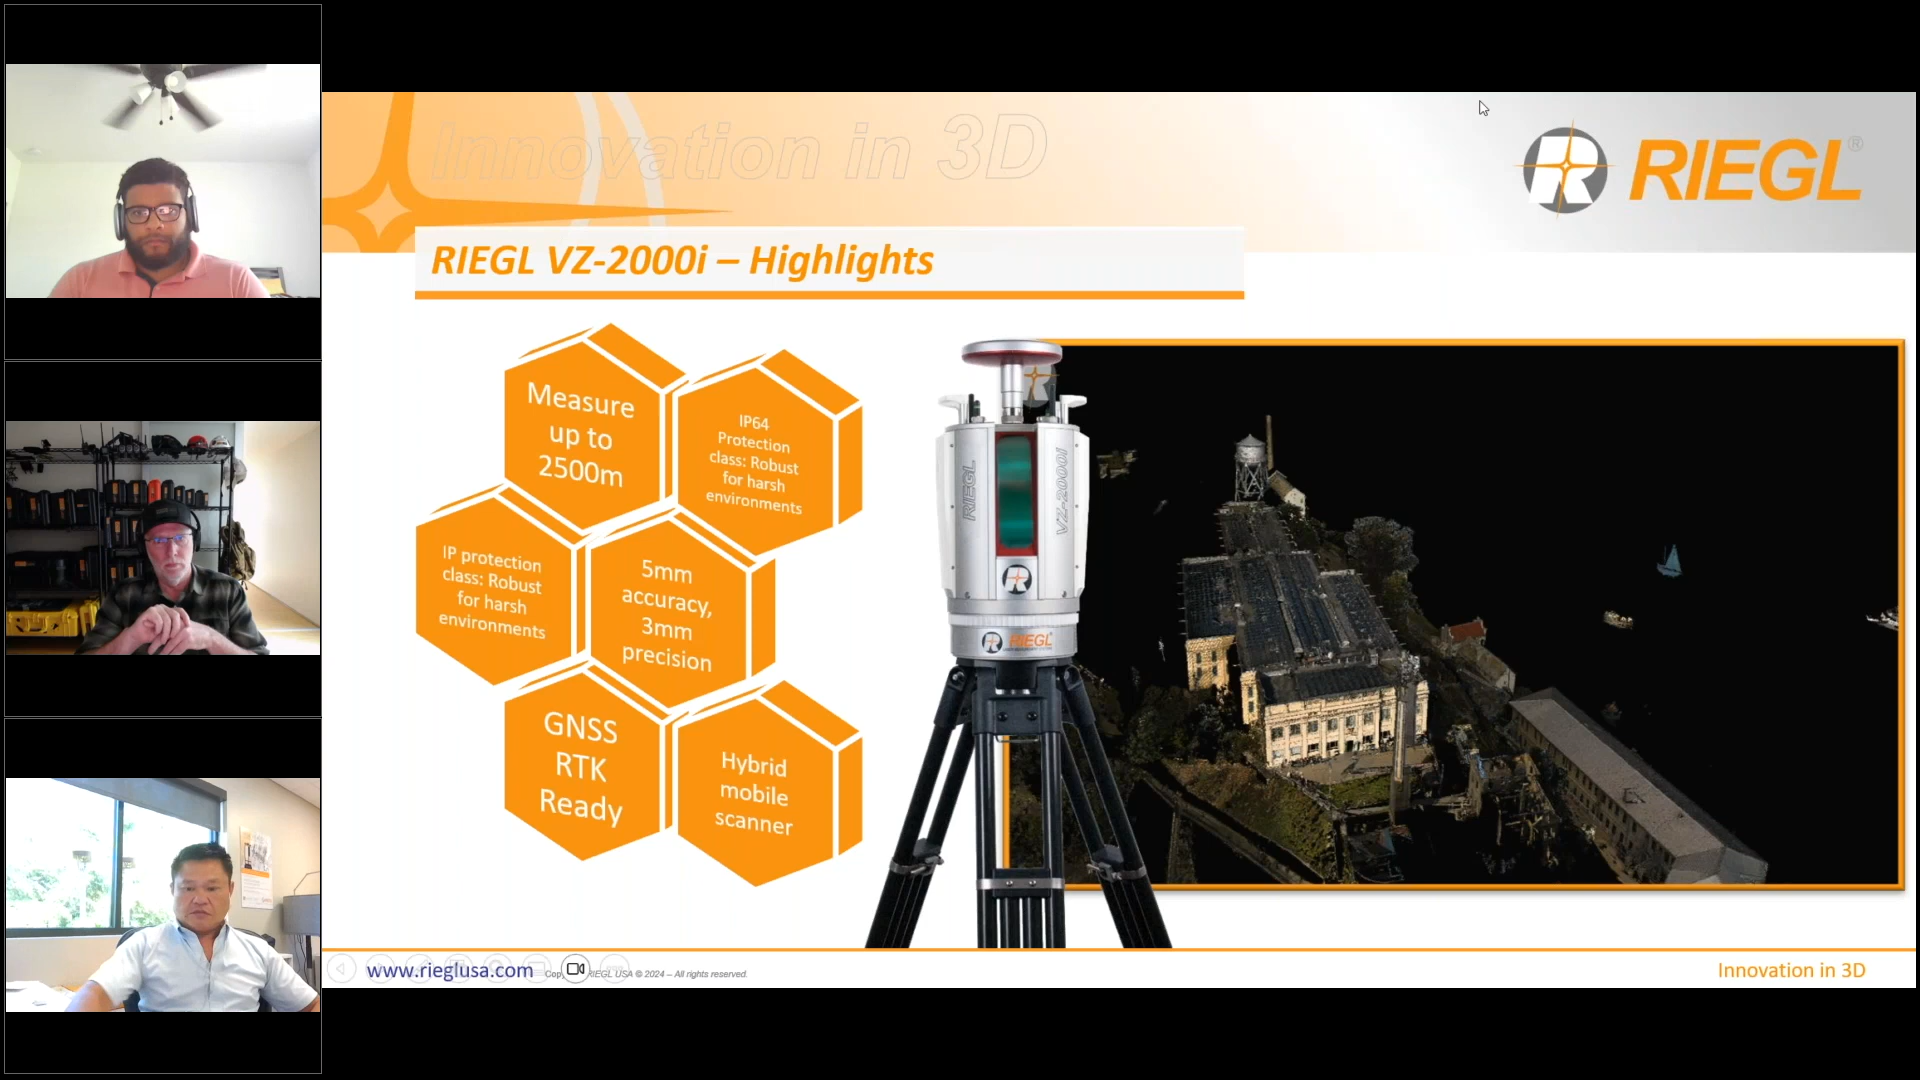 Innovation in 3D
RIEGL®
RIEGL VZ-2000i – Highlights
Measure
up to
2500m
IP64
Protection
class: Robust
for harsh
environments
IP protection
class: Robust
for harsh
environments
5mm
accuracy,
3mm
precision
GNSS
RTK
Ready
Hybrid
mobile
scanner
RIEGL
VZ-2000i
RIEGL
www.rieglusa.com
RIEGL USA © 2024 – All rights reserved.
Innovation in 3D